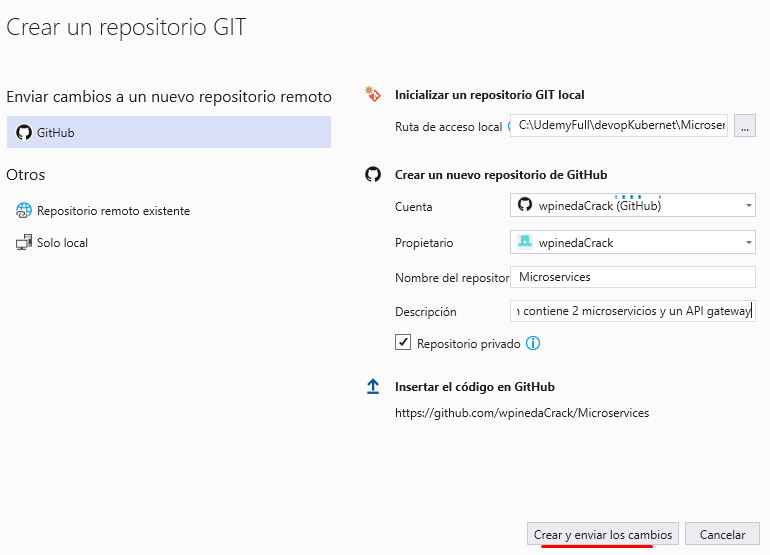 Crear un repositorio GIT
Enviar cambios a un nuevo repositorio remoto
GitHub
Otros
Repositorio remoto existente
Solo local
Inicializar un repositorio GIT local
Ruta de acceso local
C:\UdemyFull\devopKubernet\Microser
...
Crear un nuevo repositorio de GitHub
Cuenta
wpinedaCrack (GitHub)
Propietario
wpinedaCrack
Nombre del repositor
Microservices
Descripción
n contiene 2 microservicios y un API gateway
Repositorio privado
Insertar el código en GitHub
https://github.com/wpinedaCrack/Microservices
Crear y enviar los cambios
Cancelar